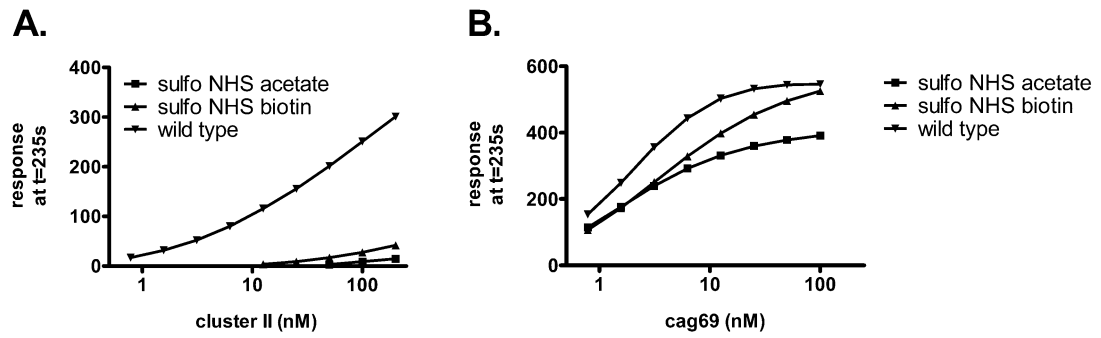 A.
400
300
200
100
0
sulfo NHS acetate
sulfo NHS biotin
wild type
response
at t=235s
1
10
100
cluster II (nM)
B.
600
400
200
0
response
at t=235s
1
10
100
cag69 (nM)
sulfo NHS acetate
sulfo NHS biotin
wild type